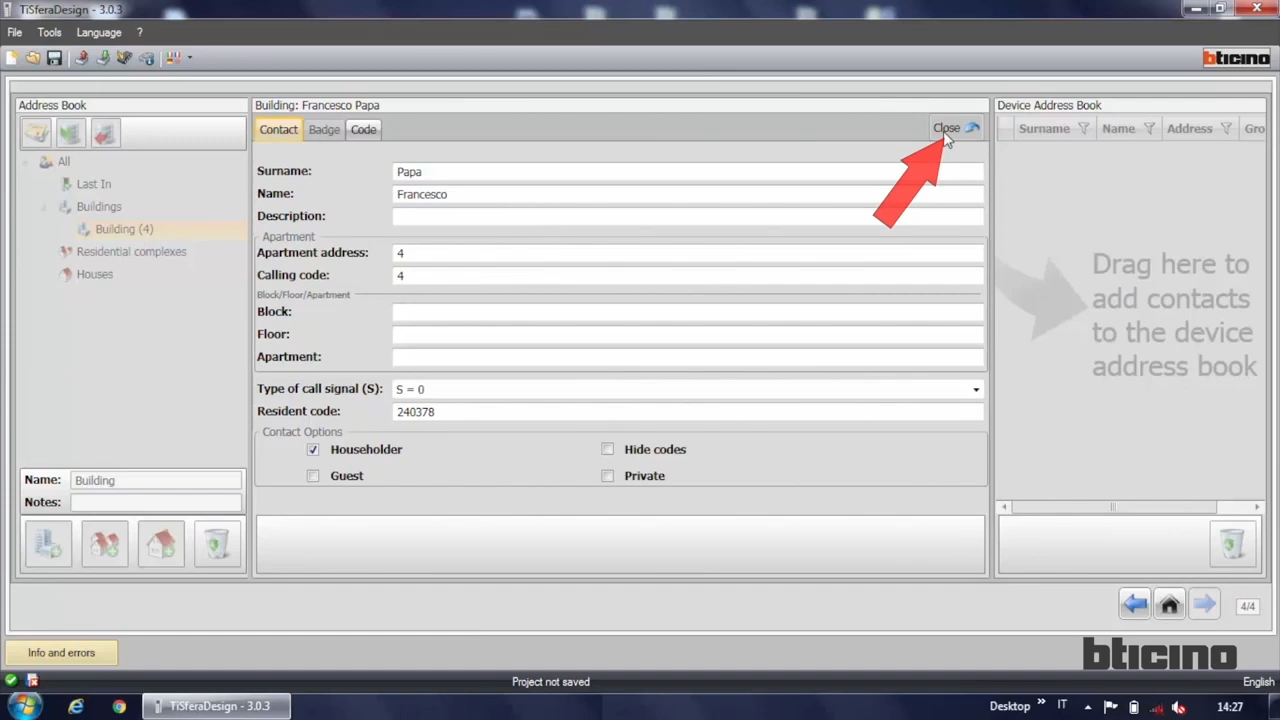 TiSferaDesign - 3.0.3
File Tools Language ?
bticino
Address Book
All
Last In
Buildings
Building (4)
Residential complexes
Houses
Name: Building
Notes:
Building: Francesco Papa
Contact Badge Code Close
Surname: Papa
Name: Francesco
Description:
Apartment
Apartment address: 4
Calling code: 4
Block/Floor/Apartment
Block:
Floor:
Apartment:
Type of call signal (S): S = 0
Resident code: 240378
Contact Options
Householder Hide codes
Guest Private
Device Address Book
Surname Name Address Gro
Drag here to
add contacts
to the device
address book
4/4
Info and errors
bticino
Project not saved English
TiSferaDesign - 3.0.3 Desktop » IT 14:27